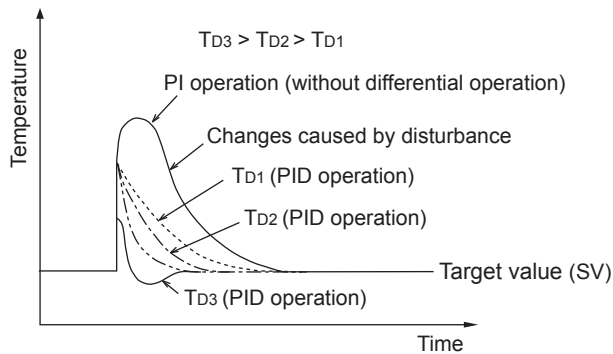 TD3 > TD2 > TD1
PI operation (without differential operation)
Changes caused by disturbance
TD1 (PID operation)
TD2 (PID operation)
Target value (SV)
TD3 (PID operation)
Temperature
Time